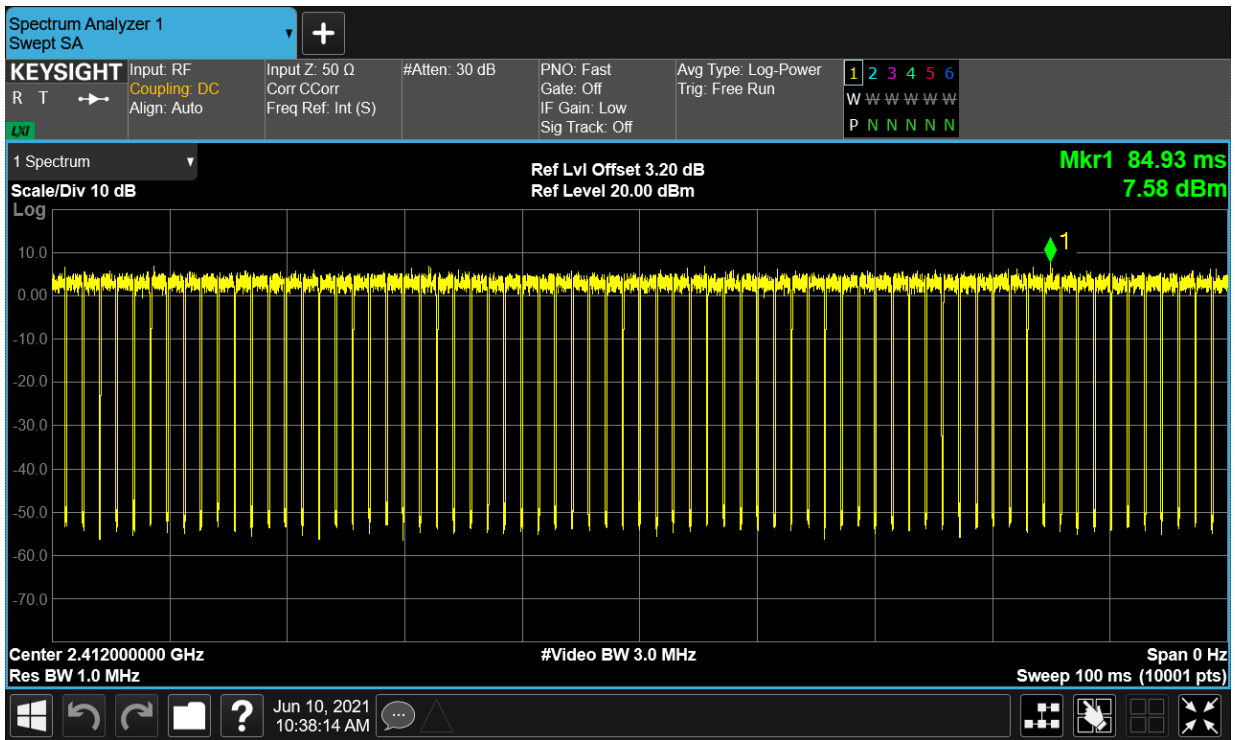 Spectrum Analyzer 1
Swept SA
KEYSIGHT
R T
LXI
Input: RF
Coupling: DC
Align: Auto
Input Z: 50 Ω
Corr CCorr
Freq Ref: Int (S)
#Atten: 30 dB
PNO: Fast
Gate: Off
IF Gain: Low
Sig Track: Off
Avg Type: Log-Power
Trig: Free Run
1 2 3 4 5 6
W W W W W W
P N N N N N
1 Spectrum
Scale/Div 10 dB
Ref Lvl Offset 3.20 dB
Ref Level 20.00 dBm
Mkr1 84.93 ms
7.58 dBm
Log
1
10.0
0.00
-10.0
-20.0
-30.0
-40.0
-50.0
-60.0
-70.0
Center 2.412000000 GHz
#Video BW 3.0 MHz
Span 0 Hz
Res BW 1.0 MHz
Sweep 100 ms (10001 pts)
?
Jun 10, 2021
10:38:14 AM